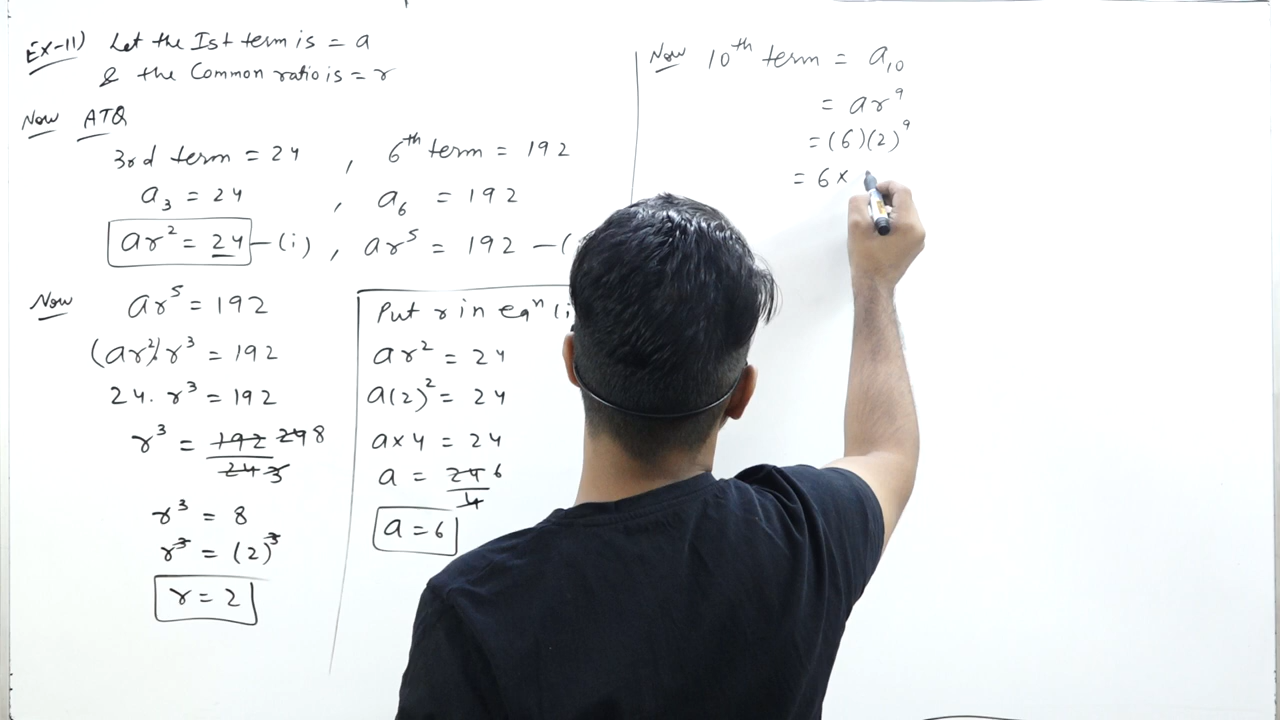 Ex-11) Let the Ist term is = a
& the Common ratio is = r
Now ATQ
3rd term = 24 , 6th term = 192
a₃ = 24 , a₆ = 192
ar² = 24 —(i) , ar⁵ = 192 —(
Now ar⁵ = 192
(ar²)r³ = 192
24. r³ = 192
r³ = 192 24 8
24 3
r³ = 8
r³ = (2)³
r = 2
Put r in eqⁿ (i
ar² = 24
a(2)² = 24
a×4 = 24
a = 24 6
4
a = 6
Now 10th term = a₁₀
= ar⁹
= (6)(2)⁹
= 6 ×